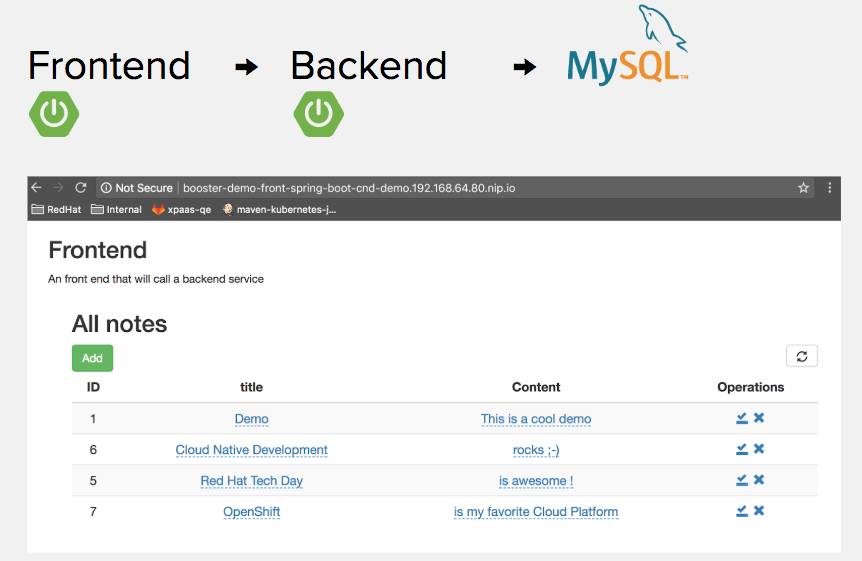 Frontend → Backend → MySQL™
Not Secure | booster-demo-front-spring-boot-cnd-demo.192.168.64.80.nip.io
RedHat Internal xpaas-qe maven-kubernetes-j...
Frontend
An front end that will call a backend service
All notes
Add
ID title Content Operations
1 Demo This is a cool demo
6 Cloud Native Development rocks ;-)
5 Red Hat Tech Day is awesome !
7 OpenShift is my favorite Cloud Platform